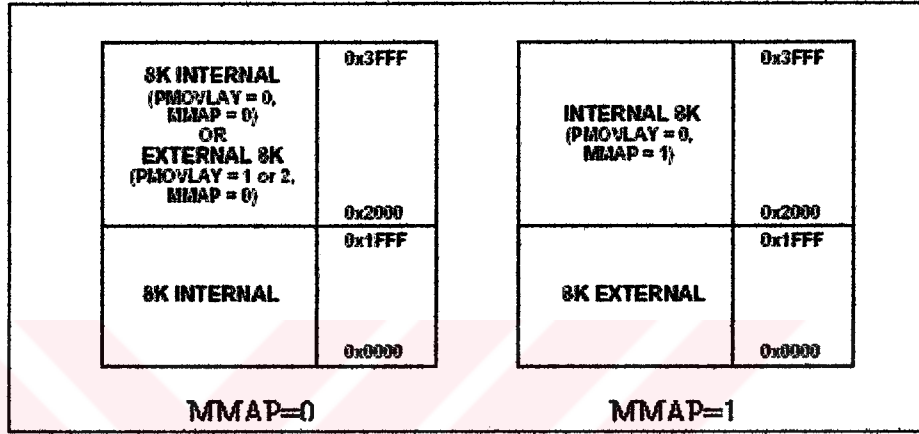 8K INTERNAL
(PMOVLAY = 0,
MMAP = 0)
OR
EXTERNAL 8K
(PMOVLAY = 1 or 2,
MMAP = 0)
0x3FFF
0x2000
8K INTERNAL
0x1FFF
0x0000
MMAP=0
INTERNAL 8K
(PMOVLAY = 0,
MMAP = 1)
0x3FFF
0x2000
8K EXTERNAL
0x1FFF
0x0000
MMAP=1